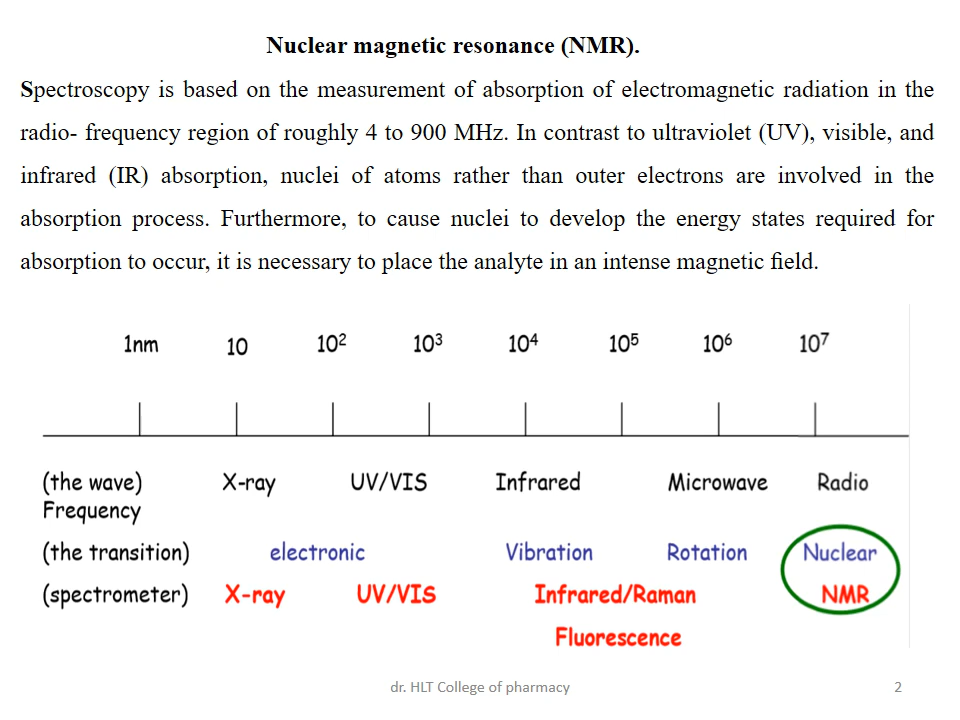 Nuclear magnetic resonance (NMR).
Spectroscopy is based on the measurement of absorption of electromagnetic radiation in the
radio- frequency region of roughly 4 to 900 MHz. In contrast to ultraviolet (UV), visible, and
infrared (IR) absorption, nuclei of atoms rather than outer electrons are involved in the
absorption process. Furthermore, to cause nuclei to develop the energy states required for
absorption to occur, it is necessary to place the analyte in an intense magnetic field.
1nm 10 10² 10³ 10⁴ 10⁵ 10⁶ 10⁷
(the wave) X-ray UV/VIS Infrared Microwave Radio
Frequency
(the transition) electronic Vibration Rotation Nuclear
(spectrometer) X-ray UV/VIS Infrared/Raman NMR
Fluorescence
dr. HLT College of pharmacy 2